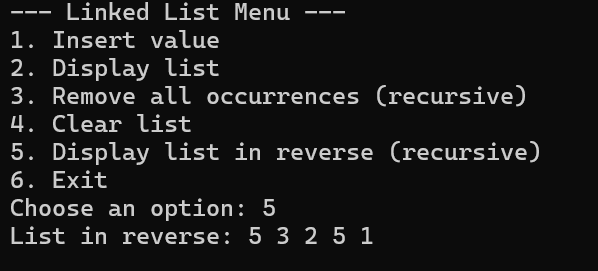 --- Linked List Menu ---
1. Insert value
2. Display list
3. Remove all occurrences (recursive)
4. Clear list
5. Display list in reverse (recursive)
6. Exit
Choose an option: 5
List in reverse: 5 3 2 5 1